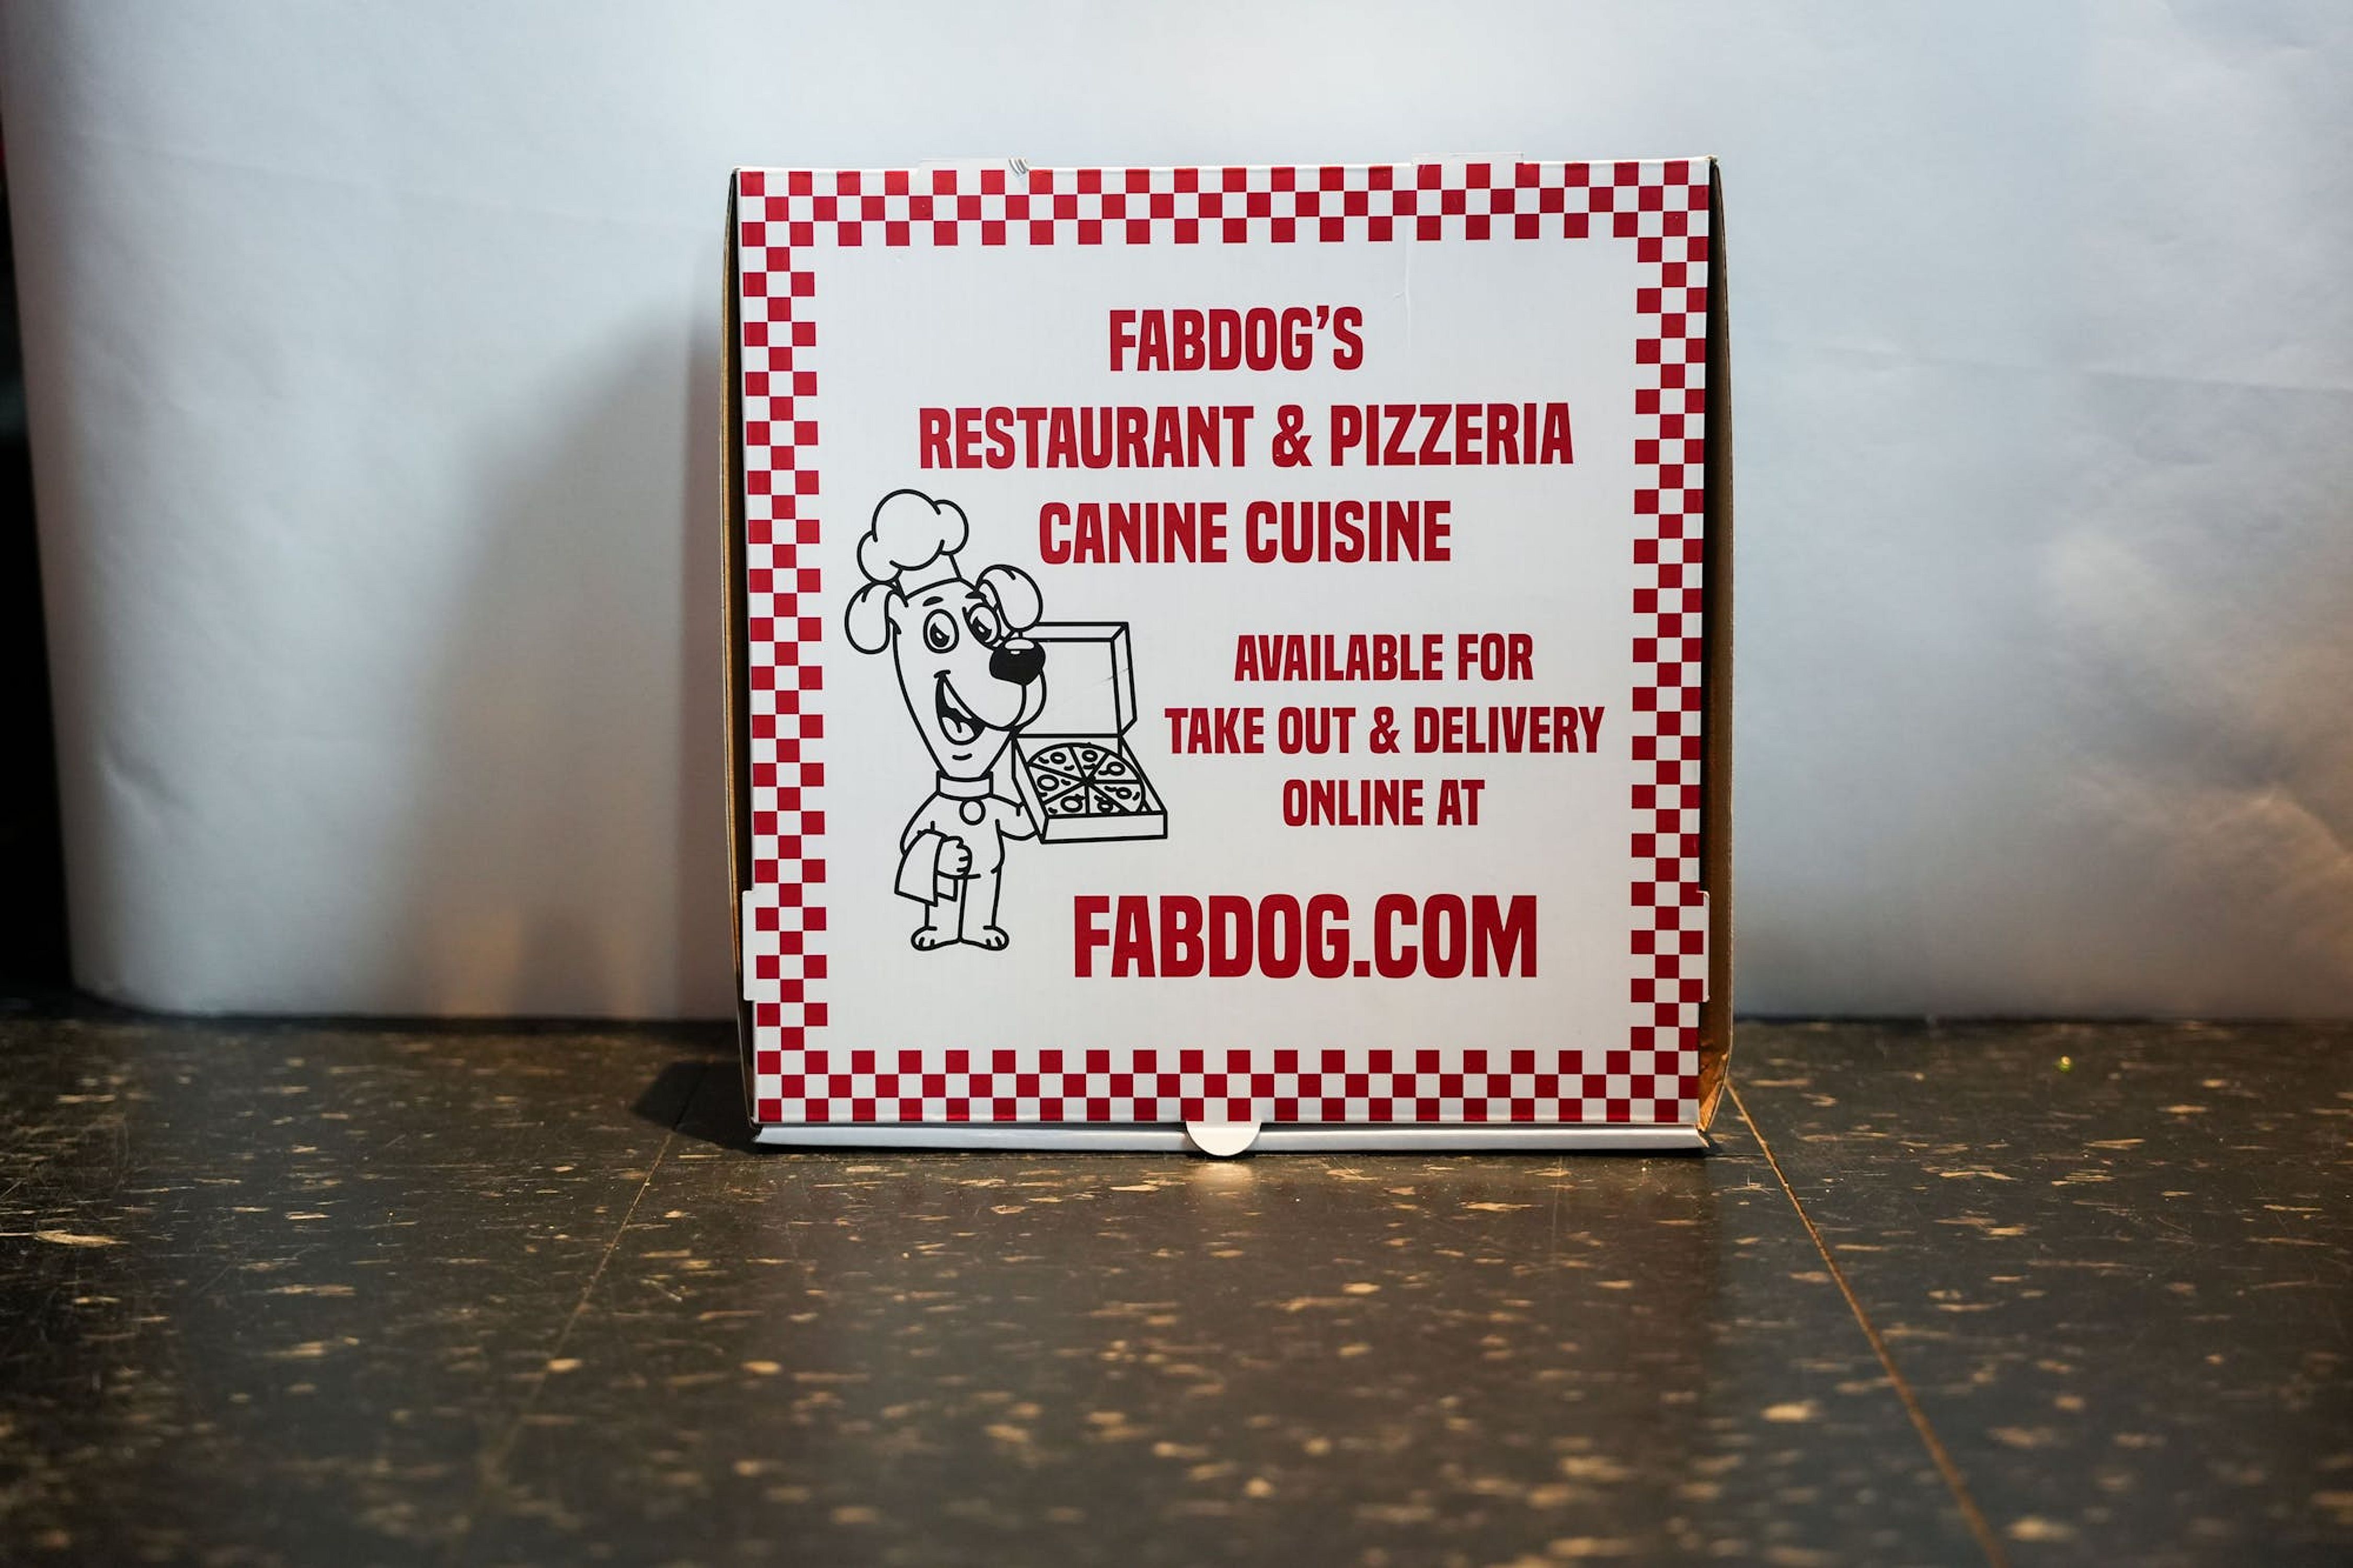 FABDOG'S
RESTAURANT & PIZZERIA
CANINE CUISINE
AVAILABLE FOR
TAKE OUT & DELIVERY
ONLINE AT
FABDOG.COM